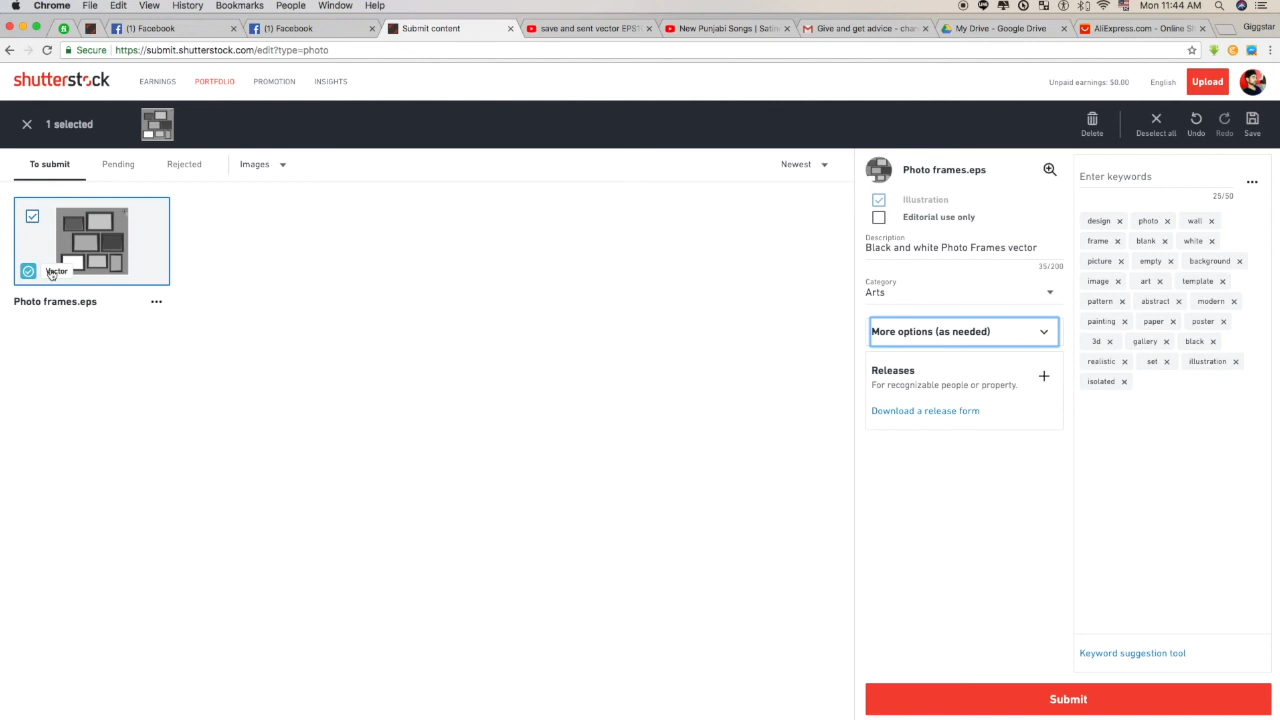 Chrome File Edit View History Bookmarks People Window Help Mon 11:44 AM
(1) Facebook (1) Facebook Submit content save and sent vector EPS1 New Punjabi Songs | Satin Give and get advice - chan My Drive - Google Drive AliExpress.com - Online Sh Giggstar
Secure https://submit.shutterstock.com/edit?type=photo
shutterstock EARNINGS PORTFOLIO PROMOTION INSIGHTS Unpaid earnings: $0.00 English Upload
1 selected Delete Deselect all Undo Redo Save
To submit Pending Rejected Images Newest
Vector
Photo frames.eps
Photo frames.eps
Illustration
Editorial use only
Description
Black and white Photo Frames vector
35/200
Category
Arts
More options (as needed)
Releases
For recognizable people or property.
Download a release form
Enter keywords
25/50
design photo wall
frame blank white
picture empty background
image art template
pattern abstract modern
painting paper poster
3d gallery black
realistic set illustration
isolated
Keyword suggestion tool
Submit